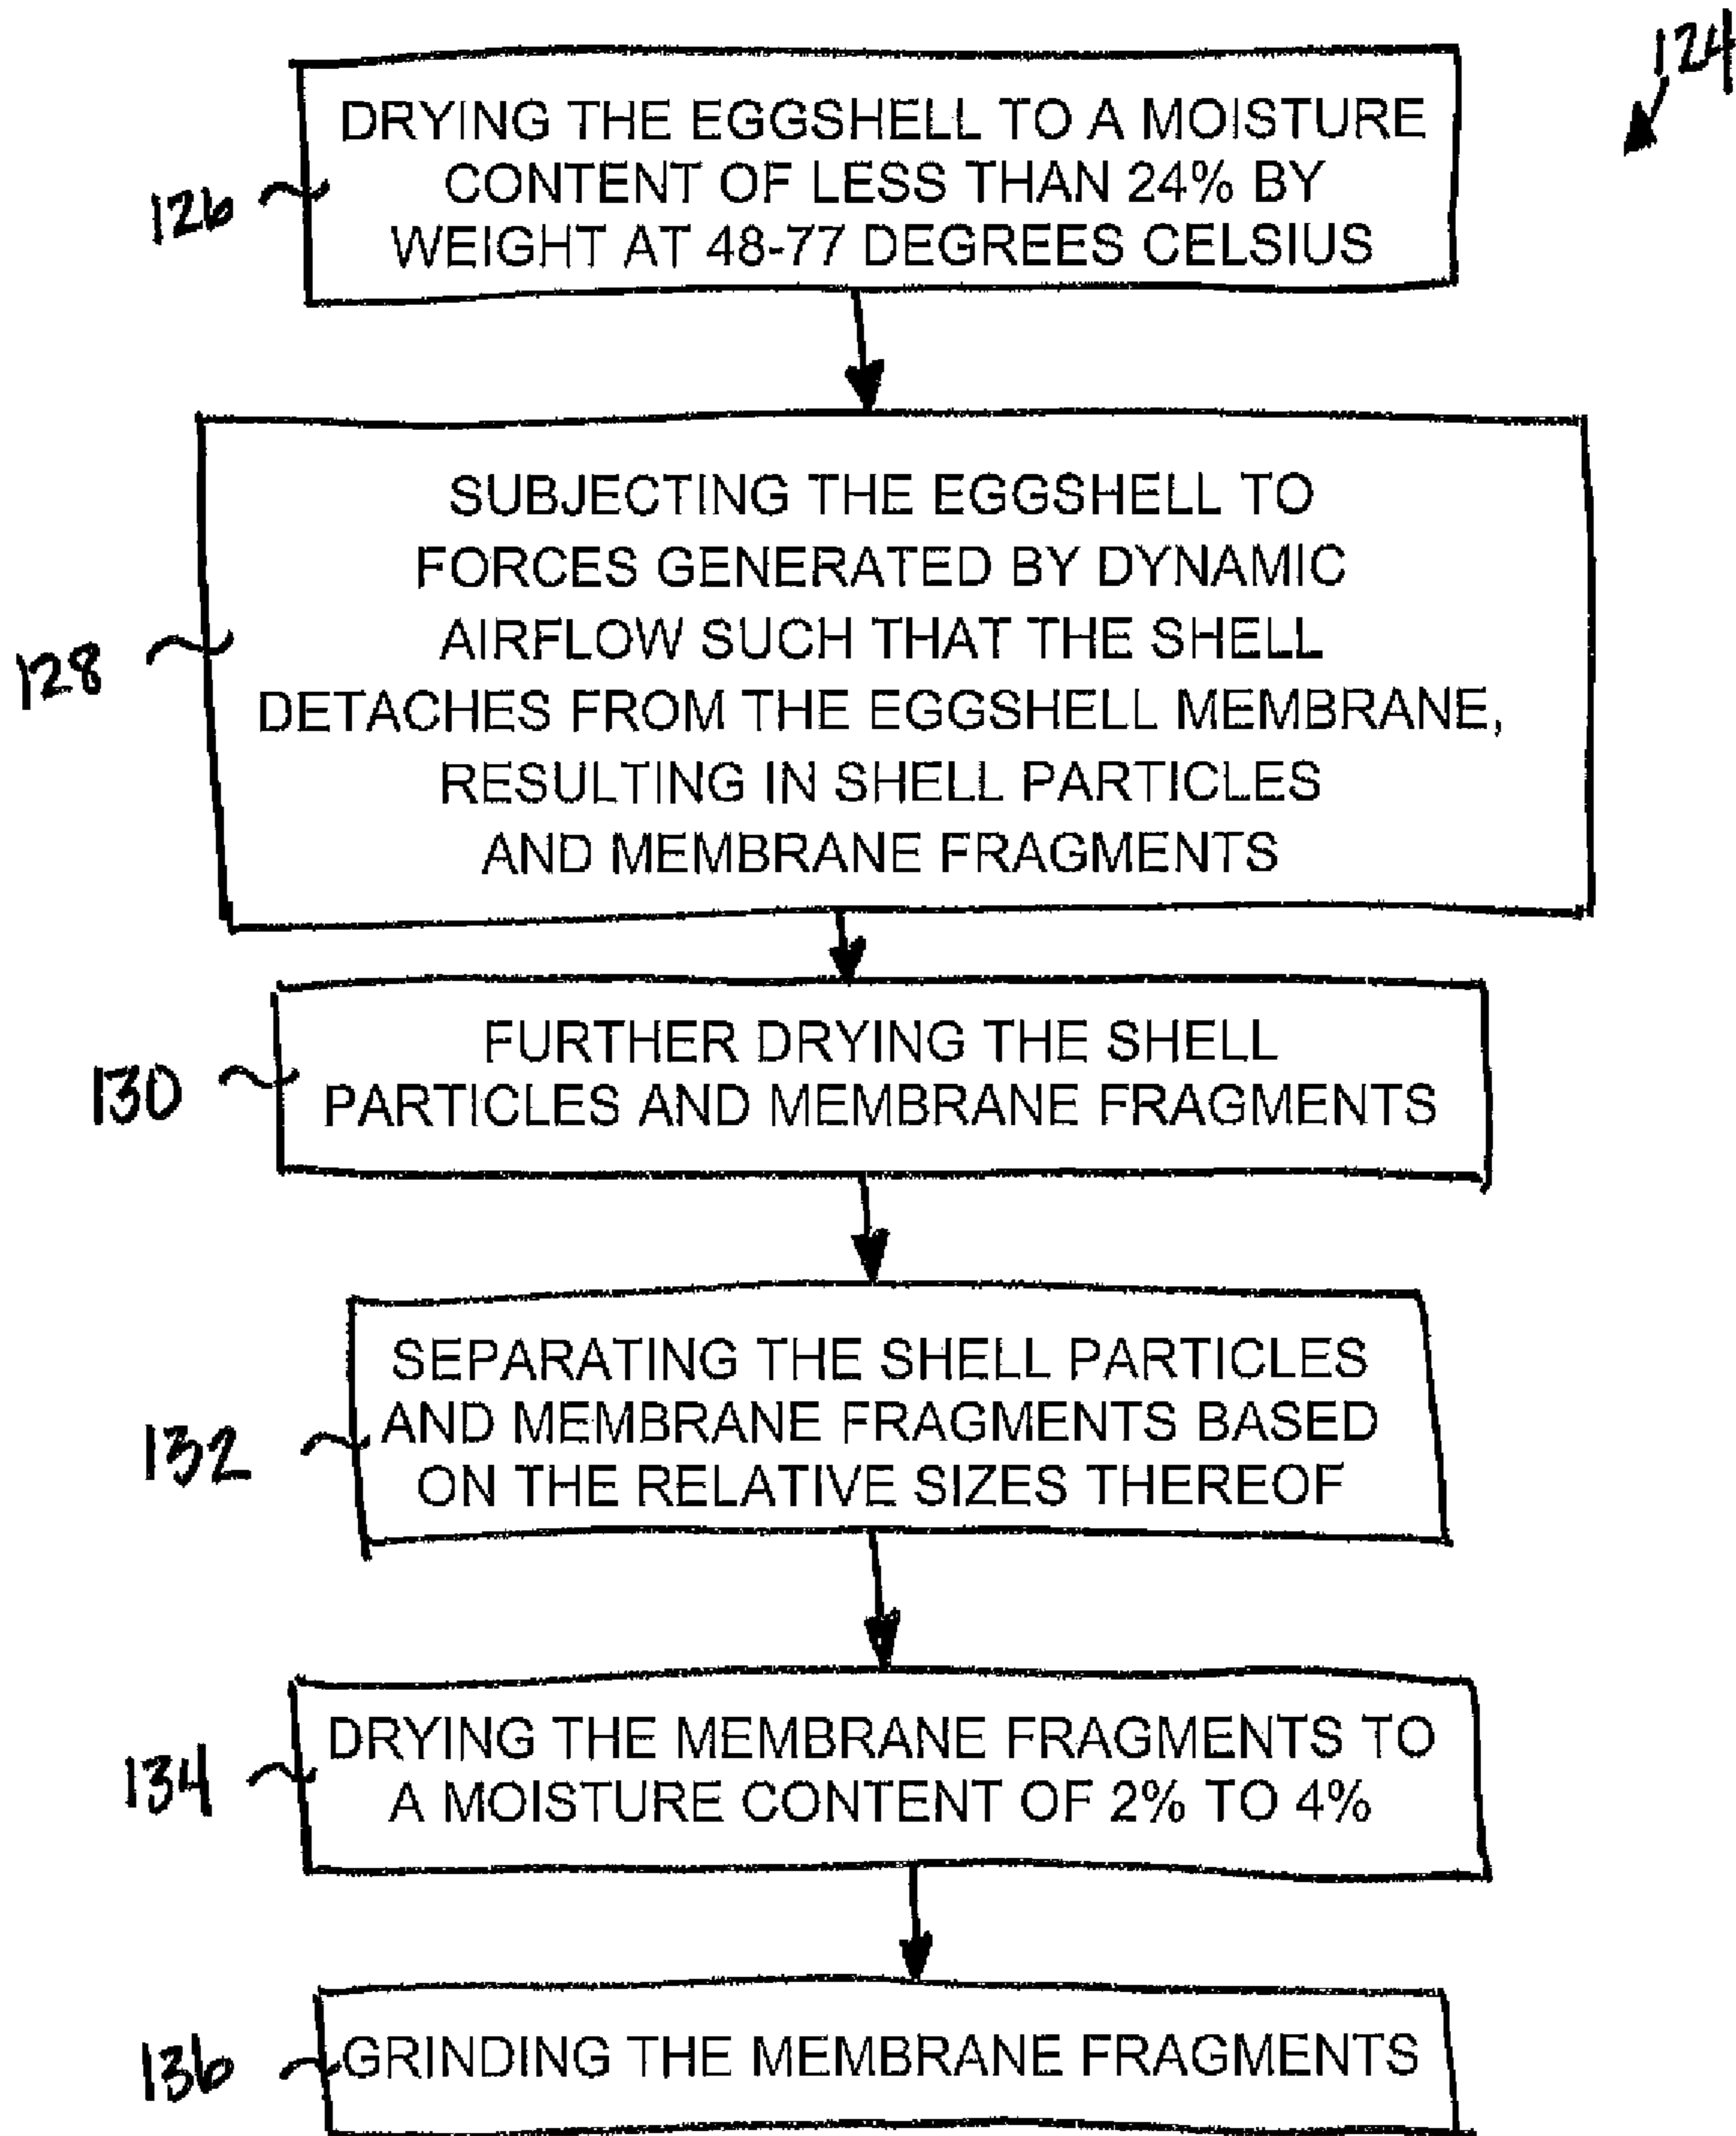 124
DRYING THE EGGSHELL TO A MOISTURE
CONTENT OF LESS THAN 24% BY
WEIGHT AT 48-77 DEGREES CELSIUS
126
SUBJECTING THE EGGSHELL TO
FORCES GENERATED BY DYNAMIC
AIRFLOW SUCH THAT THE SHELL
DETACHES FROM THE EGGSHELL MEMBRANE,
RESULTING IN SHELL PARTICLES
AND MEMBRANE FRAGMENTS
128
FURTHER DRYING THE SHELL
PARTICLES AND MEMBRANE FRAGMENTS
130
SEPARATING THE SHELL PARTICLES
AND MEMBRANE FRAGMENTS BASED
ON THE RELATIVE SIZES THEREOF
132
DRYING THE MEMBRANE FRAGMENTS TO
A MOISTURE CONTENT OF 2% TO 4%
134
GRINDING THE MEMBRANE FRAGMENTS
136